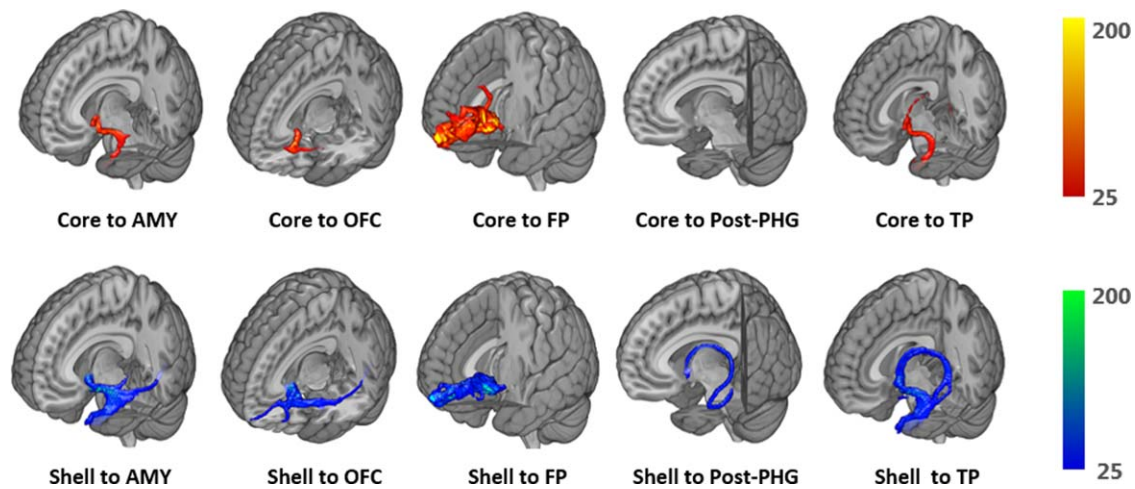 200
25
Core to AMY Core to OFC Core to FP Core to Post-PHG Core to TP
200
25
Shell to AMY Shell to OFC Shell to FP Shell to Post-PHG Shell to TP